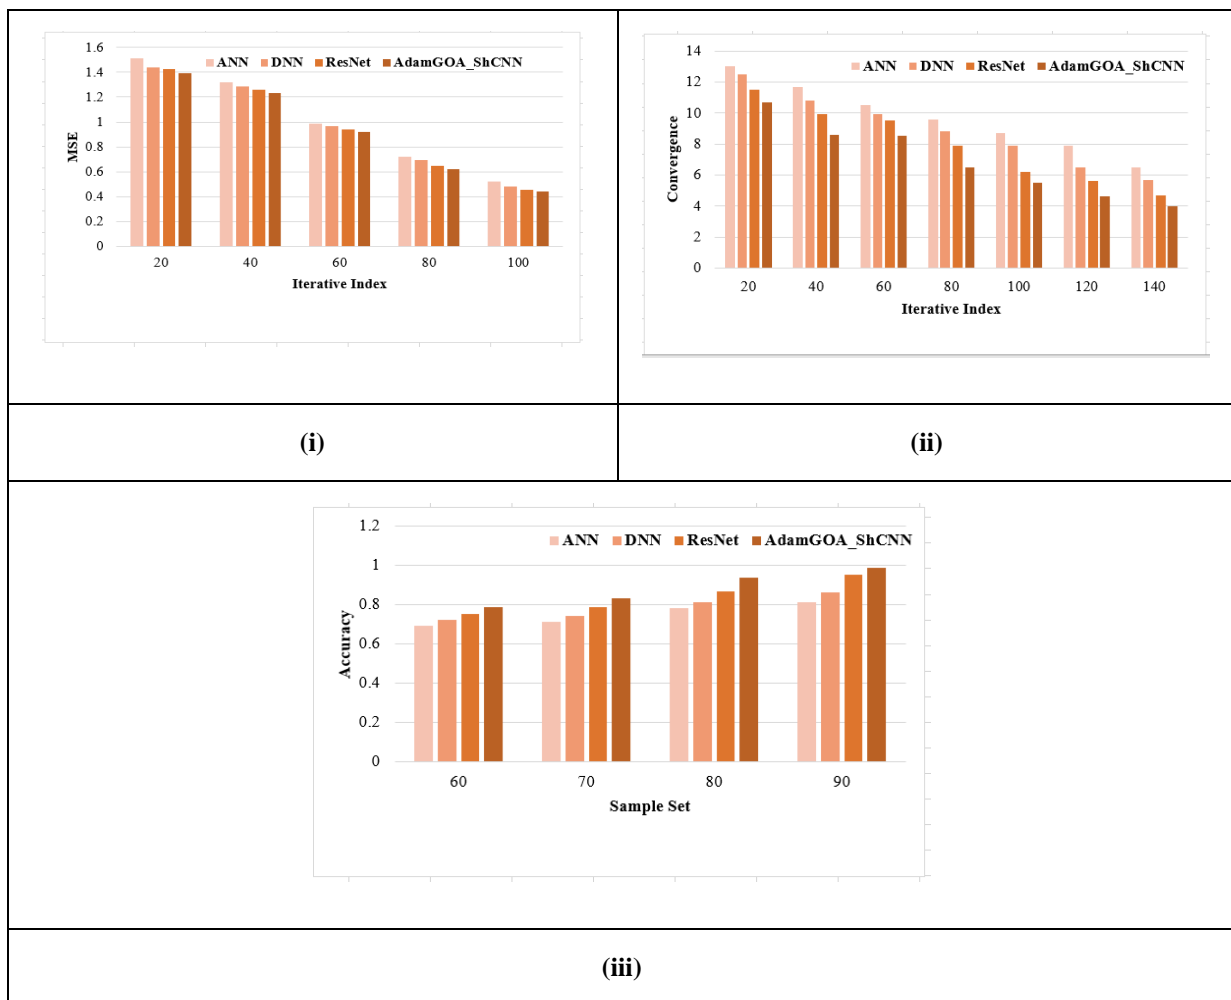 1.6
1.4
1.2
1
0.8
0.6
0.4
0.2
0
MSE
ANN DNN ResNet AdamGOA_ShCNN
20 40 60 80 100
Iterative Index
14
12
10
8
6
4
2
0
Convergence
ANN DNN ResNet AdamGOA_ShCNN
20 40 60 80 100 120 140
Iterative Index
(i)
(ii)
1.2
1
0.8
0.6
0.4
0.2
0
Accuracy
ANN DNN ResNet AdamGOA_ShCNN
60 70 80 90
Sample Set
(iii)